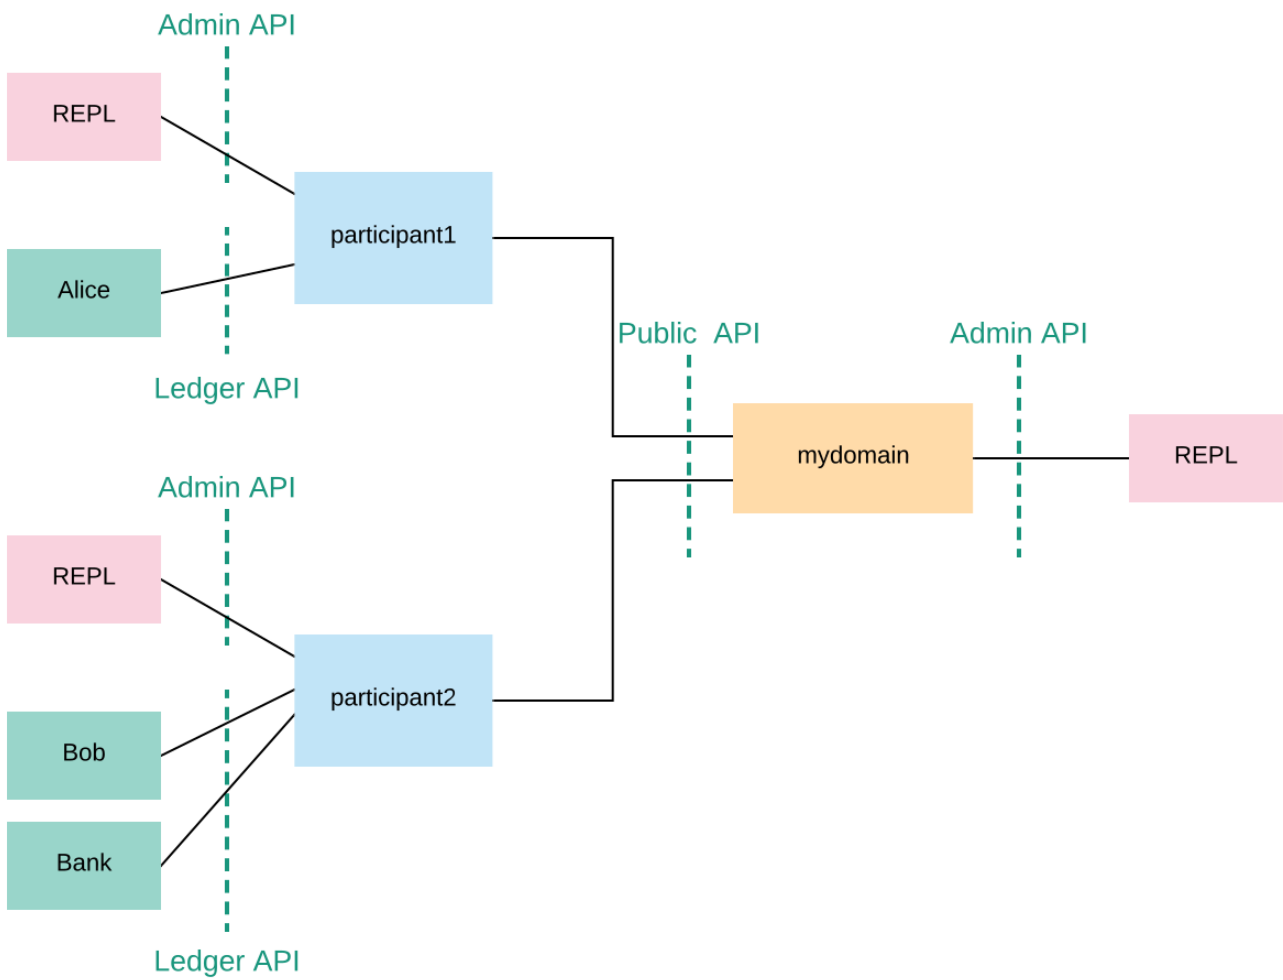 Admin API
REPL
participant1
Alice
Ledger API
Public API
Admin API
mydomain
REPL
Admin API
REPL
participant2
Bob
Bank
Ledger API